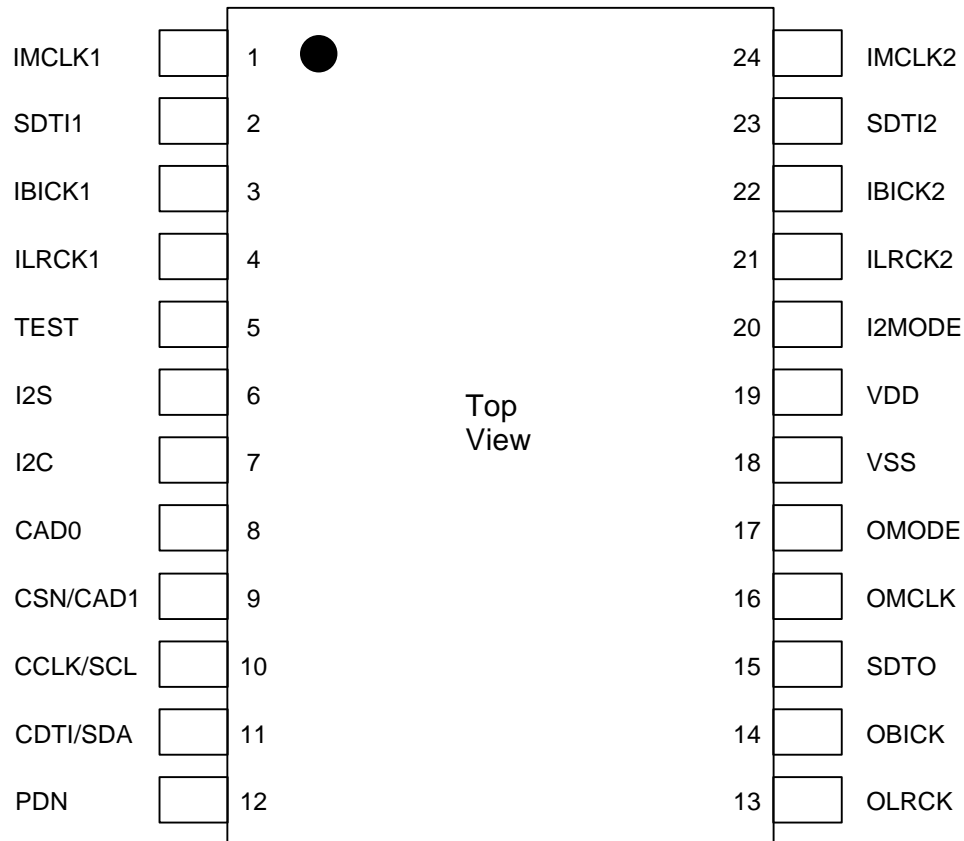 IMCLK1 1 24 IMCLK2
SDTI1 2 23 SDTI2
IBICK1 3 22 IBICK2
ILRCK1 4 21 ILRCK2
TEST 5 20 I2MODE
I2S 6 19 VDD
Top
View
I2C 7 18 VSS
CAD0 8 17 OMODE
CSN/CAD1 9 16 OMCLK
CCLK/SCL 10 15 SDTO
CDTI/SDA 11 14 OBICK
PDN 12 13 OLRCK